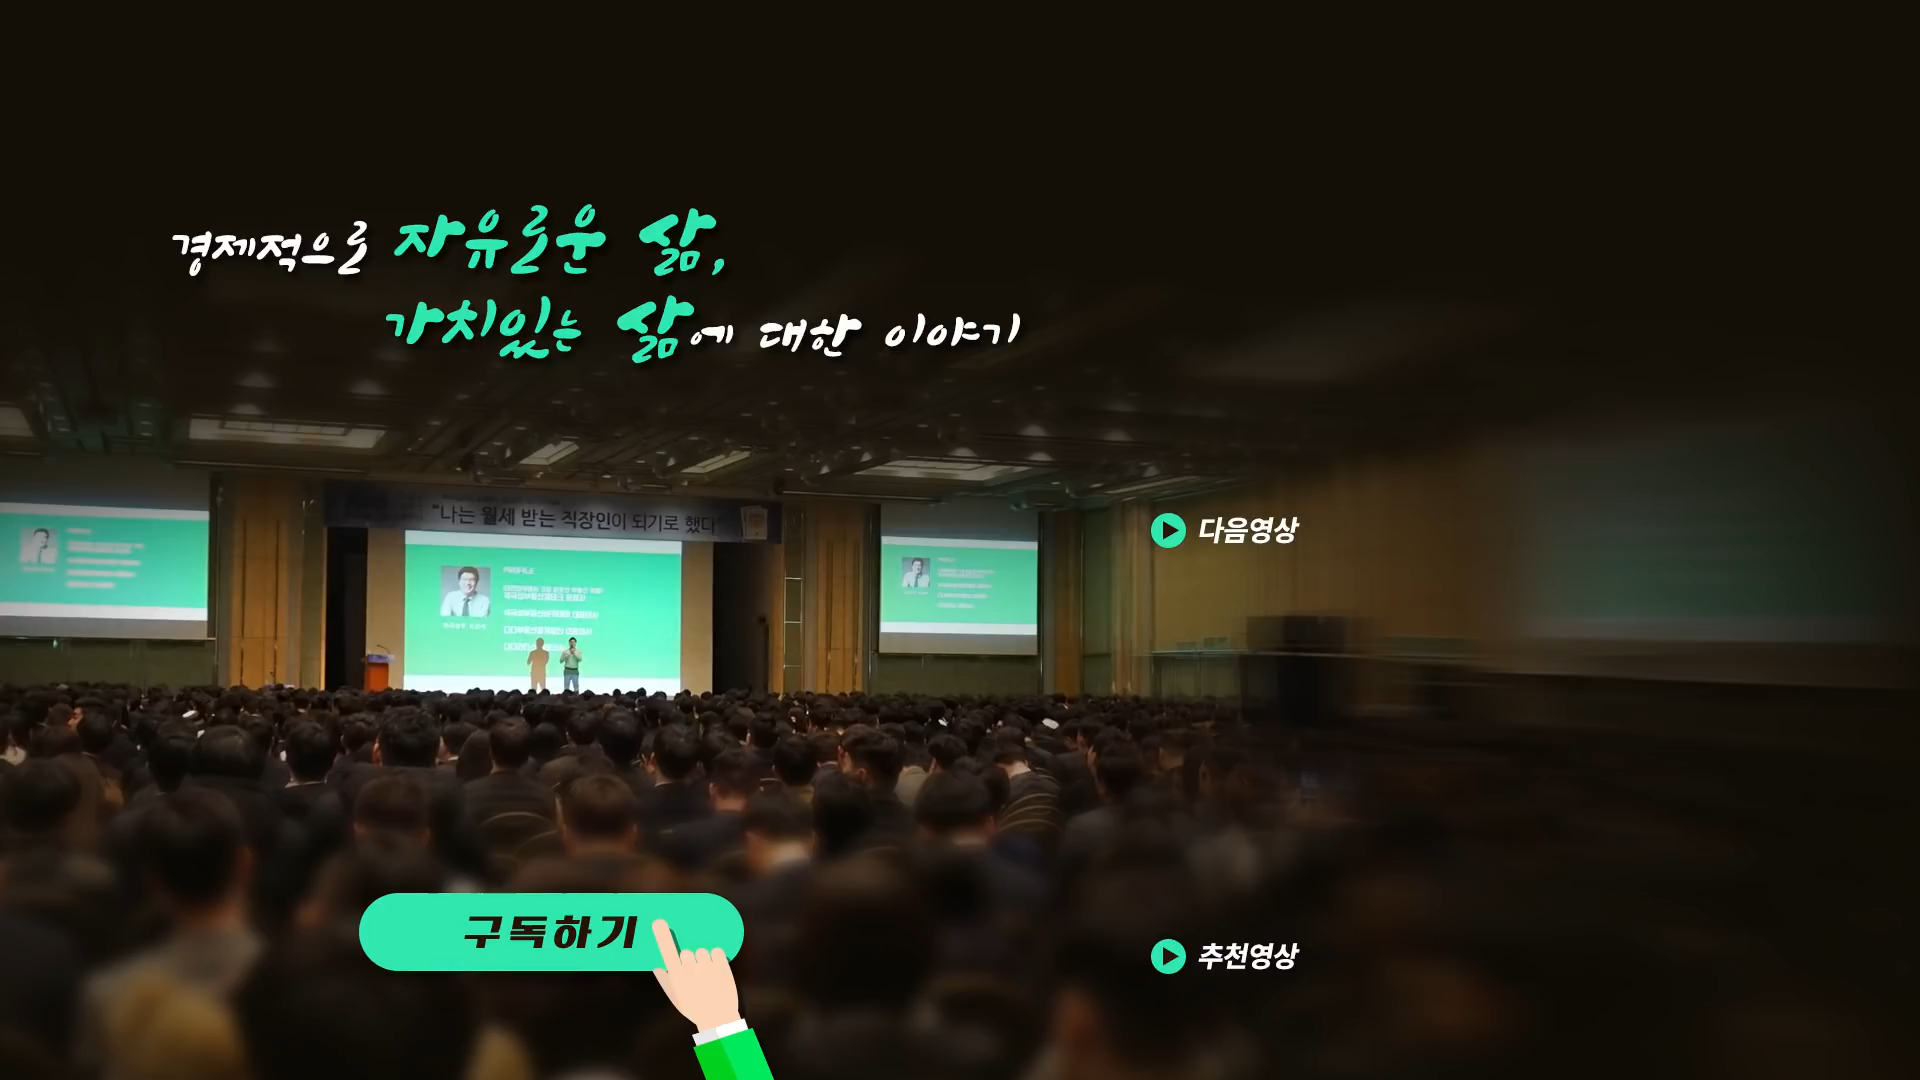 경제적으로 자유로운 삶,
가치있는 삶에 대한 이야기
"나는 월세 받는 직장인이 되기로 했다"
PROFILE
다음영상
구독하기
추천영상